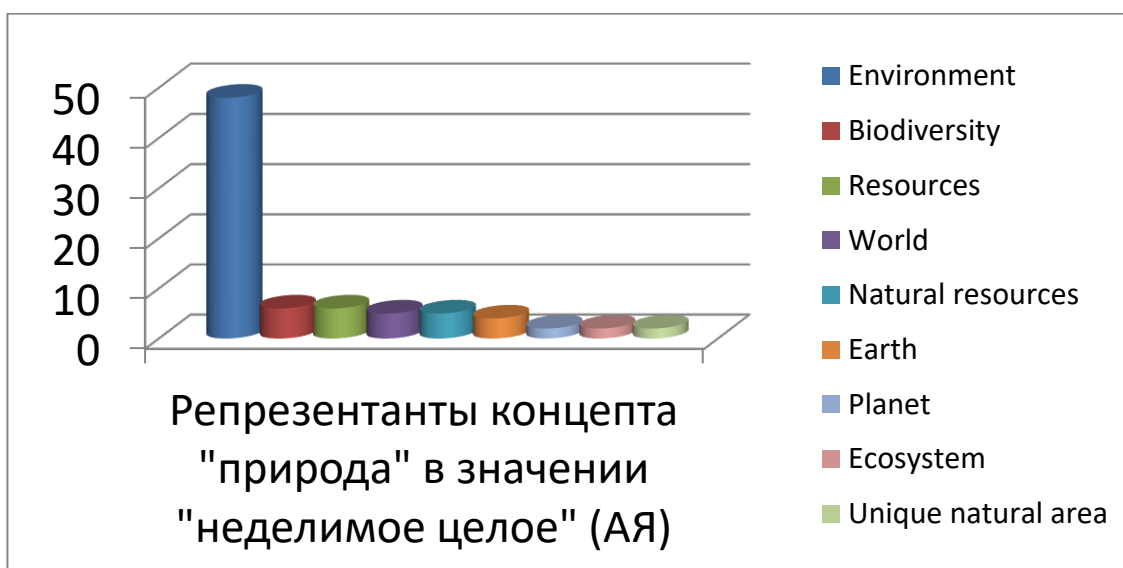 50
40
30
20
10
0
Репрезентанты концепта
"природа" в значении
"неделимое целое" (АЯ)
Environment
Biodiversity
Resources
World
Natural resources
Earth
Planet
Ecosystem
Unique natural area